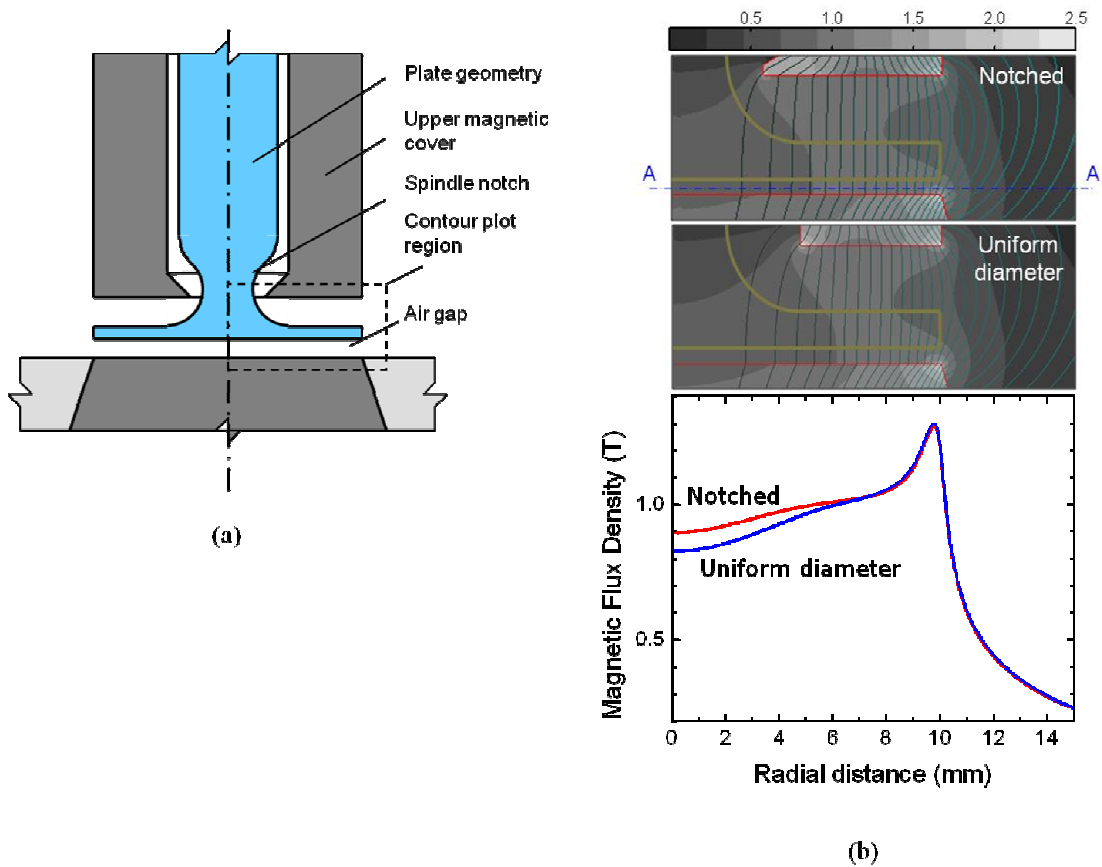 Plate geometry
Upper magnetic
cover
Spindle notch
Contour plot
region
Air gap
(a)
0.5 1.0 1.5 2.0 2.5
Notched
A A
Uniform
diameter
Magnetic Flux Density (T)
1.0
0.5
Notched
Uniform diameter
0 2 4 6 8 10 12 14
Radial distance (mm)
(b)